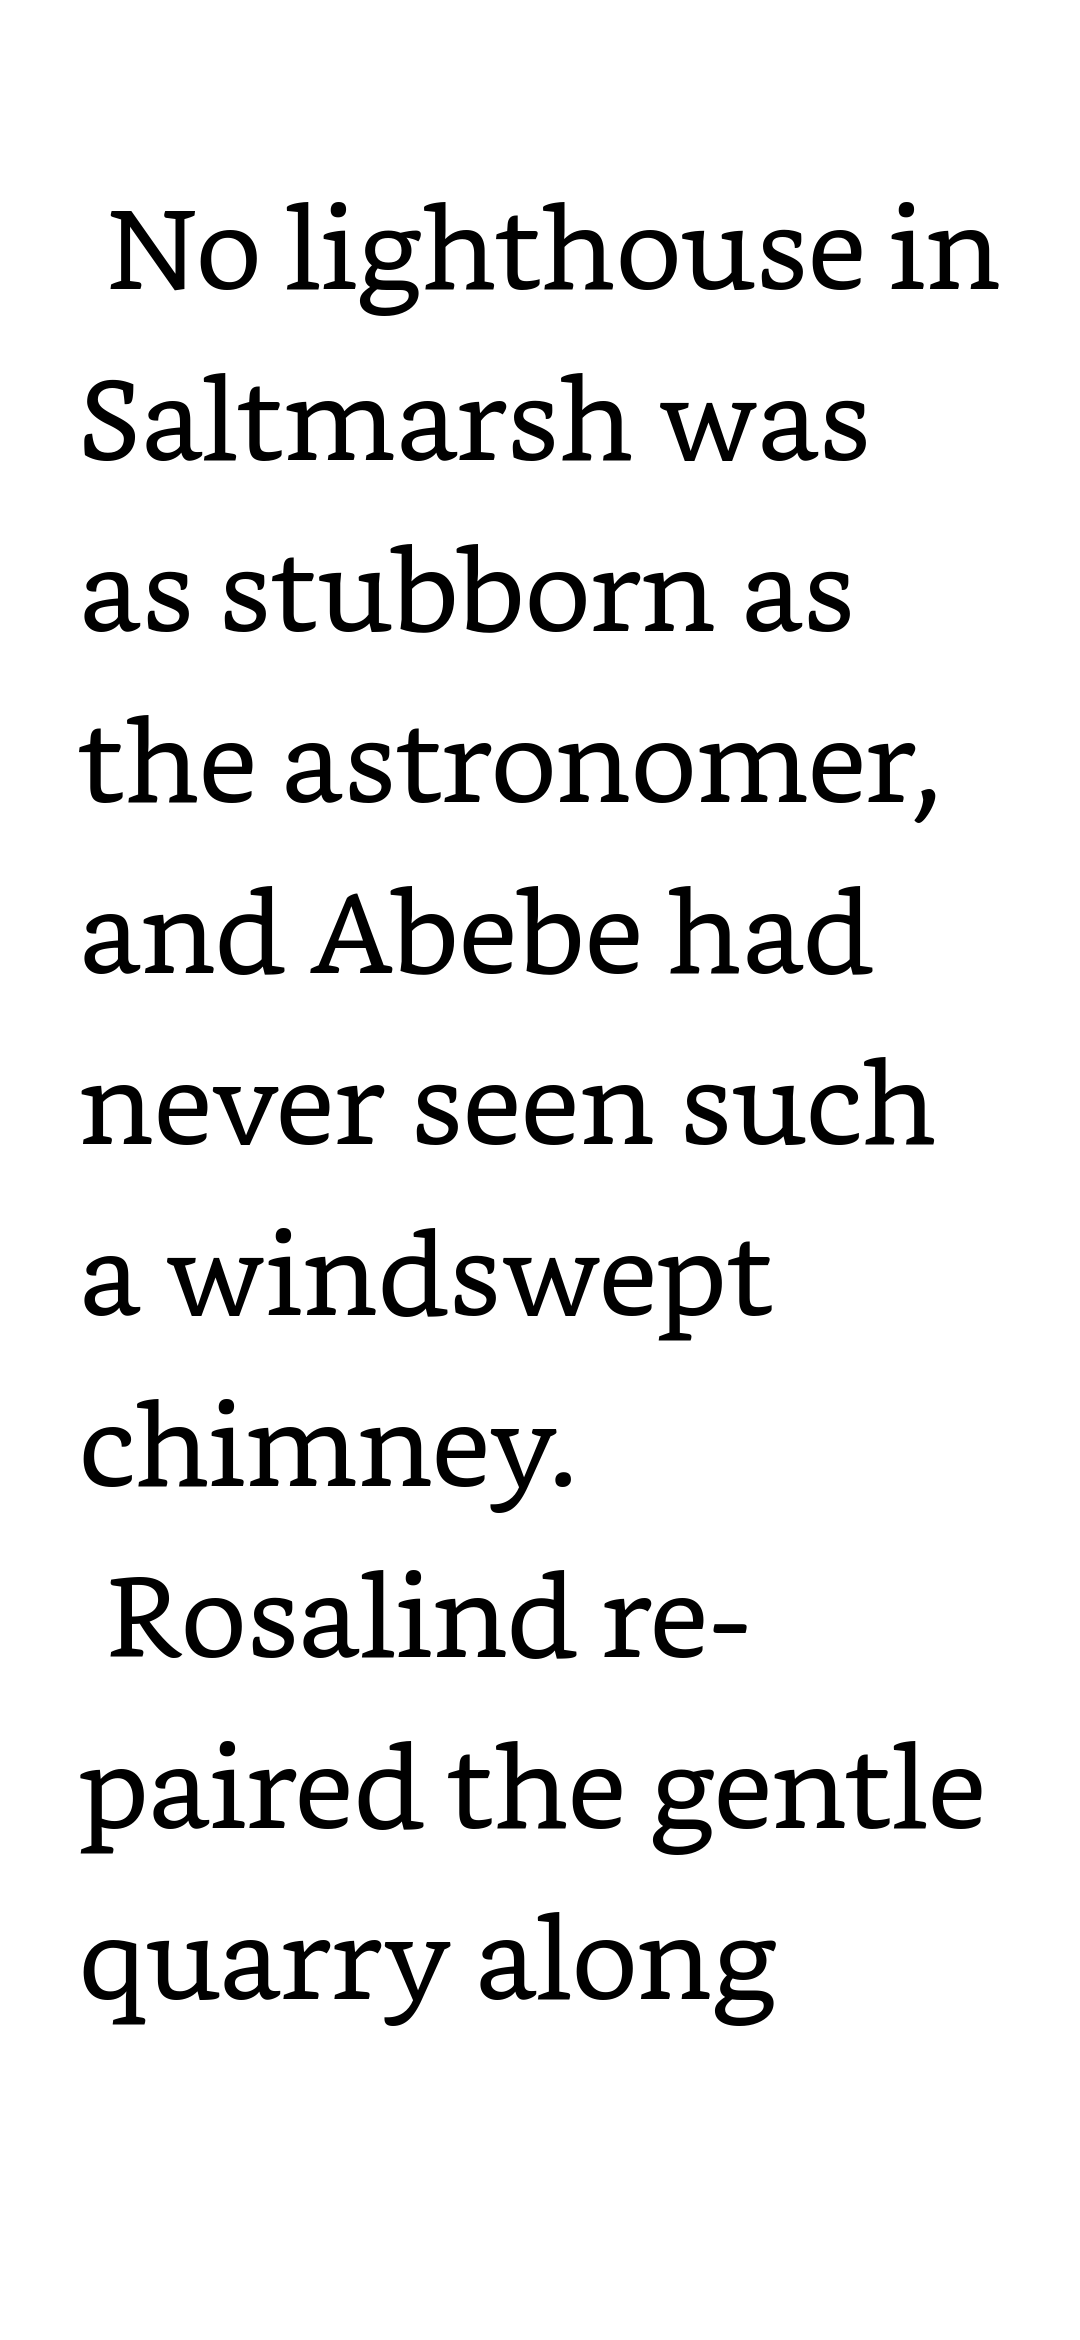 No lighthouse in
Saltmarsh was
as stubborn as
the astronomer,
and Abebe had
never seen such
a windswept
chimney.
Rosalind re-
paired the gentle
quarry along